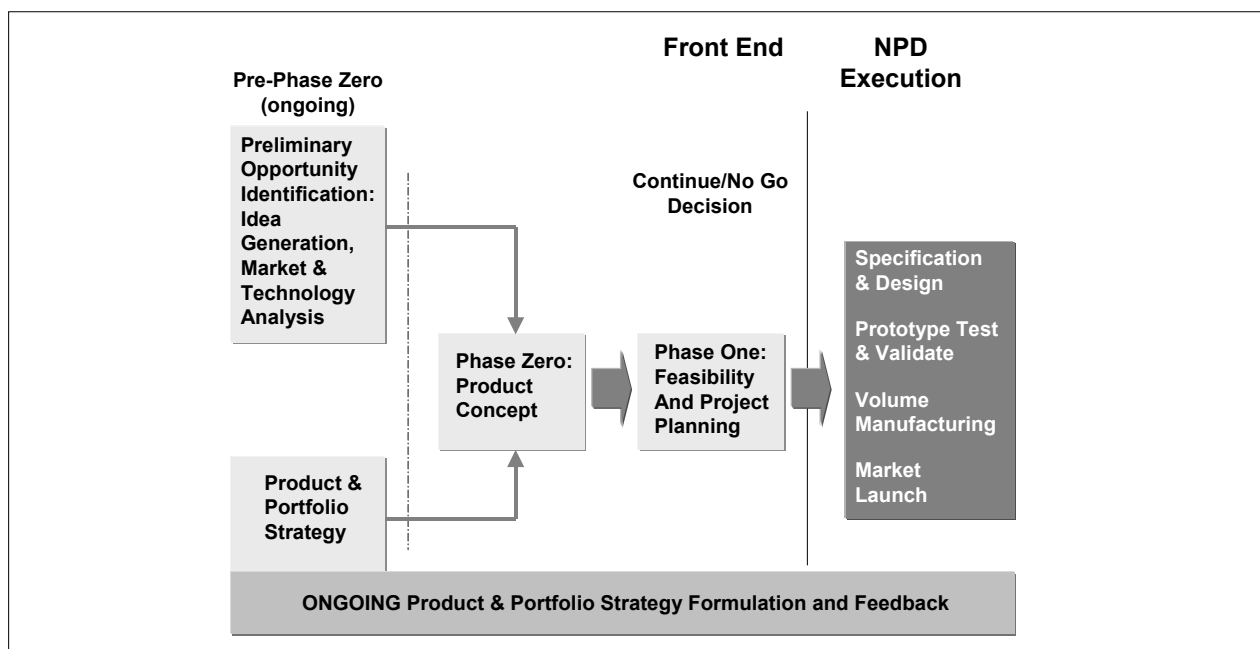 Front End
NPD
Execution
Pre-Phase Zero
(ongoing)
Preliminary
Opportunity
Identification:
Idea
Generation,
Market &
Technology
Analysis
Continue/No Go
Decision
Specification
& Design
Prototype Test
& Validate
Volume
Manufacturing
Market
Launch
Phase Zero:
Product
Concept
Phase One:
Feasibility
And Project
Planning
Product &
Portfolio
Strategy
ONGOING Product & Portfolio Strategy Formulation and Feedback